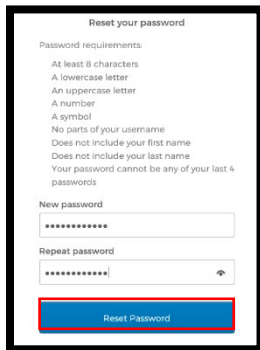 Reset your password
Password requirements:
At least 8 characters
A lowercase letter
An uppercase letter
A number
A symbol
No parts of your username
Does not include your first name
Does not include your last name
Your password cannot be any of your last 4
passwords
New password
••••••••••••
Repeat password
••••••••••••
Reset Password